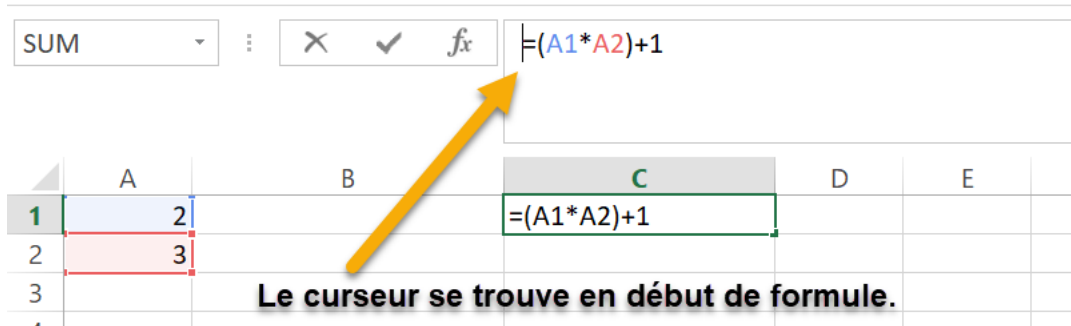 SUM fx =(A1*A2)+1
A B C D E
1 2 =(A1*A2)+1
2 3
3
Le curseur se trouve en début de formule.